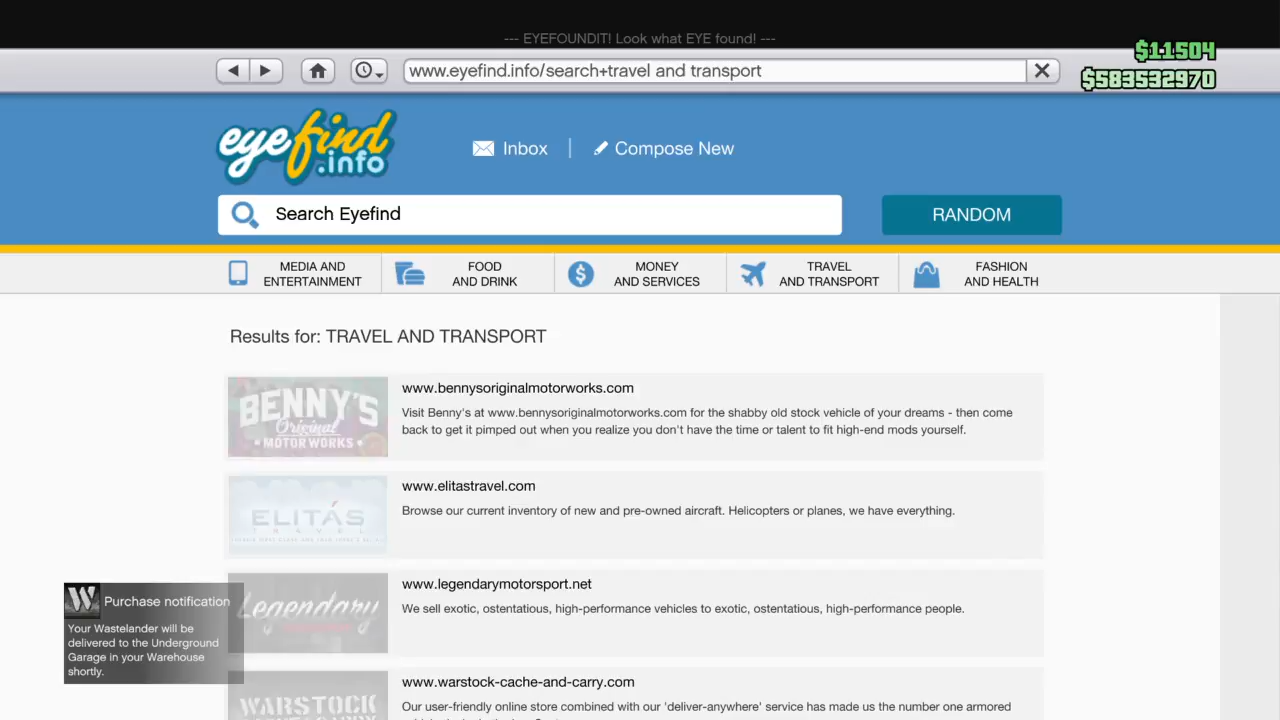 --- EYEFOUNDIT! Look what EYE found! ---
$11504
www.eyefind.info/search+travel and transport
$583532970
eyefind
.info
Inbox
Compose New
Search Eyefind
RANDOM
MEDIA AND
ENTERTAINMENT
FOOD
AND DRINK
MONEY
AND SERVICES
TRAVEL
AND TRANSPORT
FASHION
AND HEALTH
Results for: TRAVEL AND TRANSPORT
BENNY'S
Original
MOTOR WORKS
www.bennysoriginalmotorworks.com
Visit Benny's at www.bennysoriginalmotorworks.com for the shabby old stock vehicle of your dreams - then come
back to get it pimped out when you realize you don't have the time or talent to fit high-end mods yourself.
ELITÁS
TRAVEL
www.elitastravel.com
Browse our current inventory of new and pre-owned aircraft. Helicopters or planes, we have everything.
Legendary
www.legendarymotorsport.net
We sell exotic, ostentatious, high-performance vehicles to exotic, ostentatious, high-performance people.
W
Purchase notification
Your Wastelander will be
delivered to the Underground
Garage in your Warehouse
shortly.
WARSTOCK
www.warstock-cache-and-carry.com
Our user-friendly online store combined with our 'deliver-anywhere' service has made us the number one armored